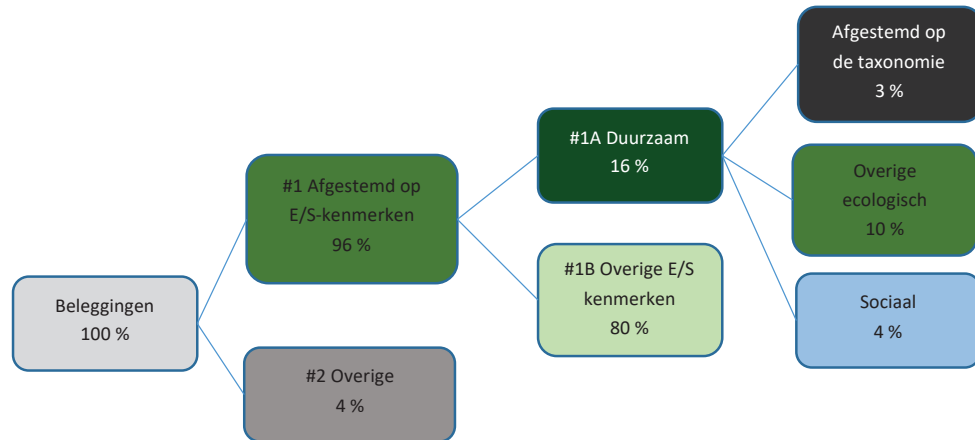 Beleggingen
100 %
#1 Afgestemd op
E/S-kenmerken
96 %
#2 Overige
4 %
#1A Duurzaam
16 %
#1B Overige E/S
kenmerken
80 %
Afgestemd op
de taxonomie
3 %
Overige
ecologisch
10 %
Sociaal
4 %